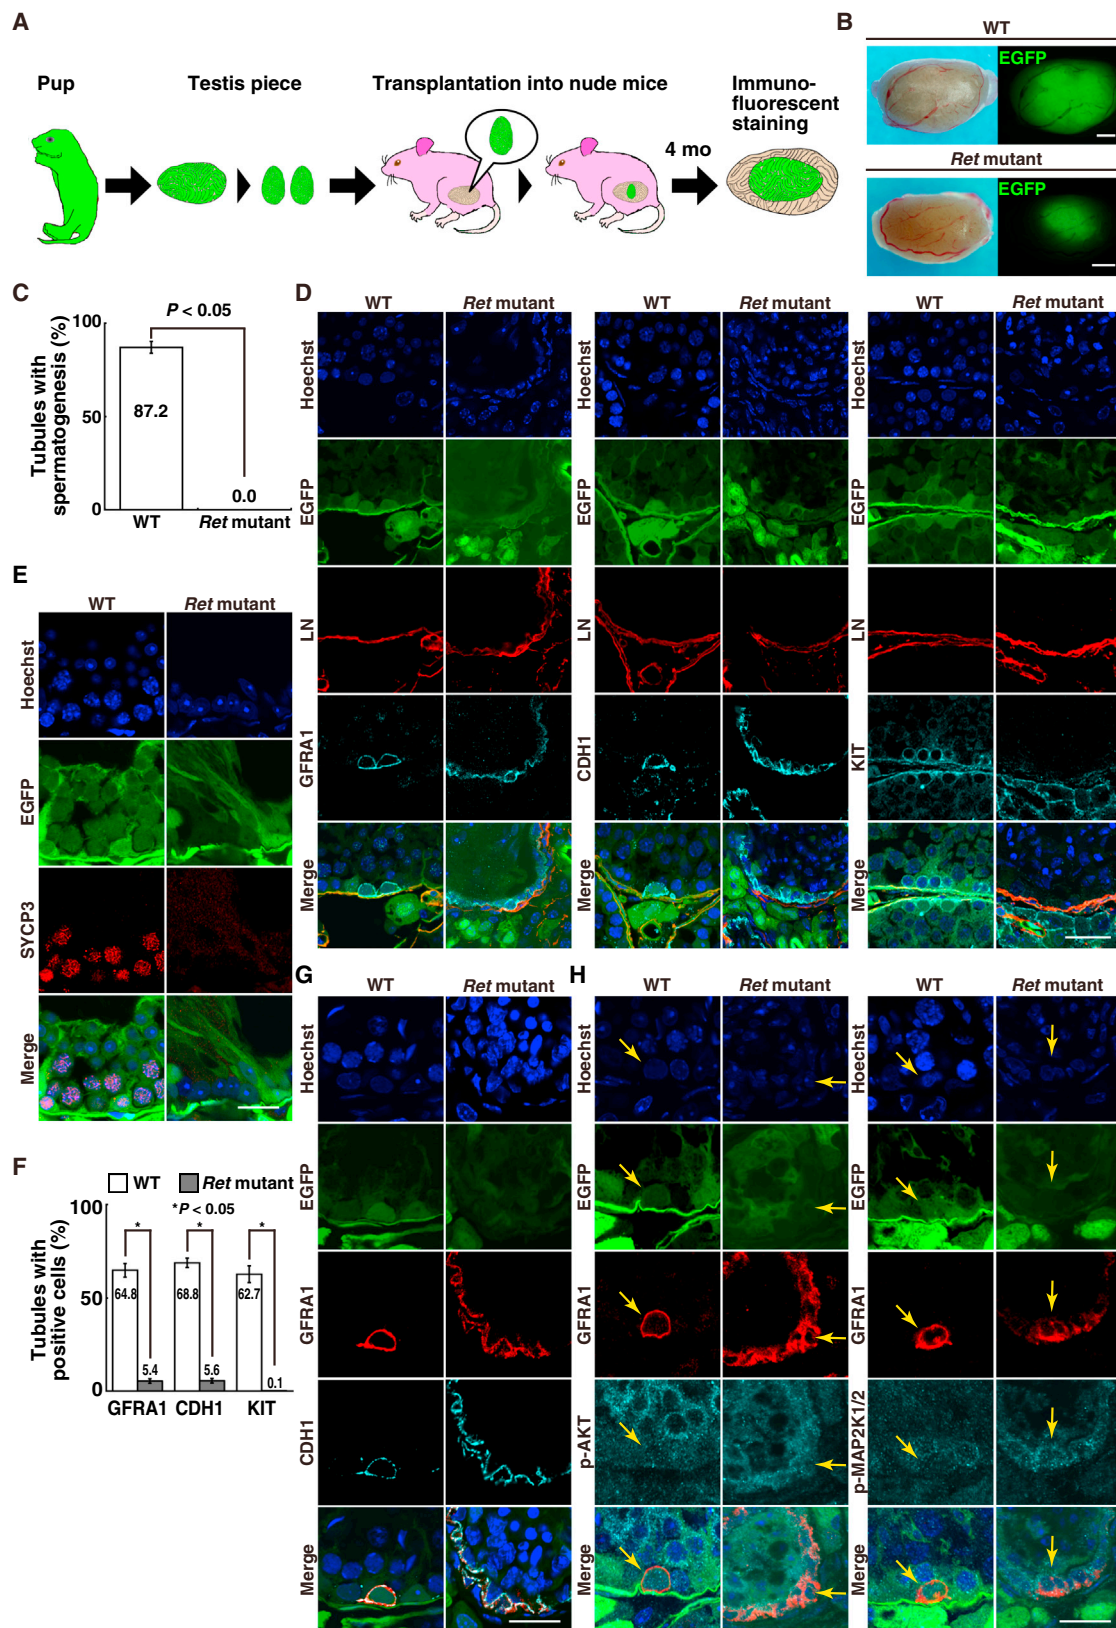 A
Pup
Testis piece
Transplantation into nude mice
Immuno-
fluorescent
staining
4 mo
B
WT
EGFP
Ret mutant
EGFP
C
P < 0.05
Tubules with
spermatogenesis (%)
100
50
0
87.2
0.0
WT
Ret mutant
D
WT
Ret mutant
WT
Ret mutant
WT
Ret mutant
Hoechst
EGFP
LN
GFRA1
Merge
Hoechst
EGFP
LN
CDH1
Merge
Hoechst
EGFP
LN
KIT
Merge
E
WT
Ret mutant
Hoechst
EGFP
SYCP3
Merge
F
WT
Ret mutant
*P < 0.05
Tubules with
positive cells (%)
100
50
0
*
*
*
64.8
5.4
68.8
5.6
62.7
0.1
GFRA1
CDH1
KIT
G
WT
Ret mutant
Hoechst
EGFP
GFRA1
CDH1
Merge
H
WT
Ret mutant
WT
Ret mutant
Hoechst
EGFP
GFRA1
p-AKT
Merge
Hoechst
EGFP
GFRA1
p-MAP2K1/2
Merge